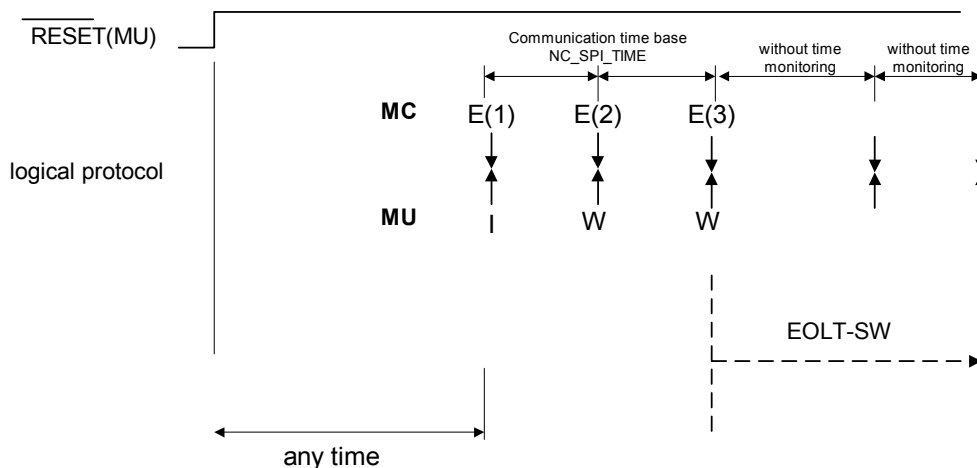 RESET(MU)
Communication time base
NC_SPI_TIME
without time
monitoring
without time
monitoring
MC E(1) E(2) E(3)
logical protocol
MU I W W
EOLT-SW
any time